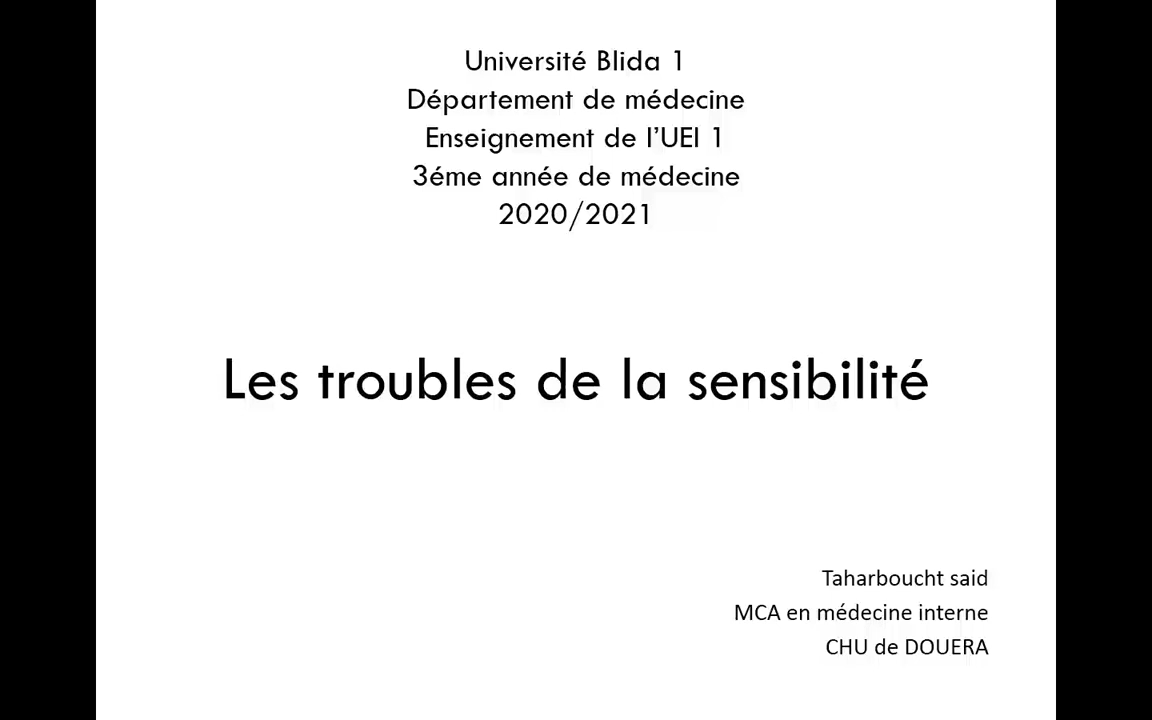 Université Blida 1
Département de médecine
Enseignement de l'UEI 1
3éme année de médecine
2020/2021
Les troubles de la sensibilité
Taharboucht said
MCA en médecine interne
CHU de DOUERA